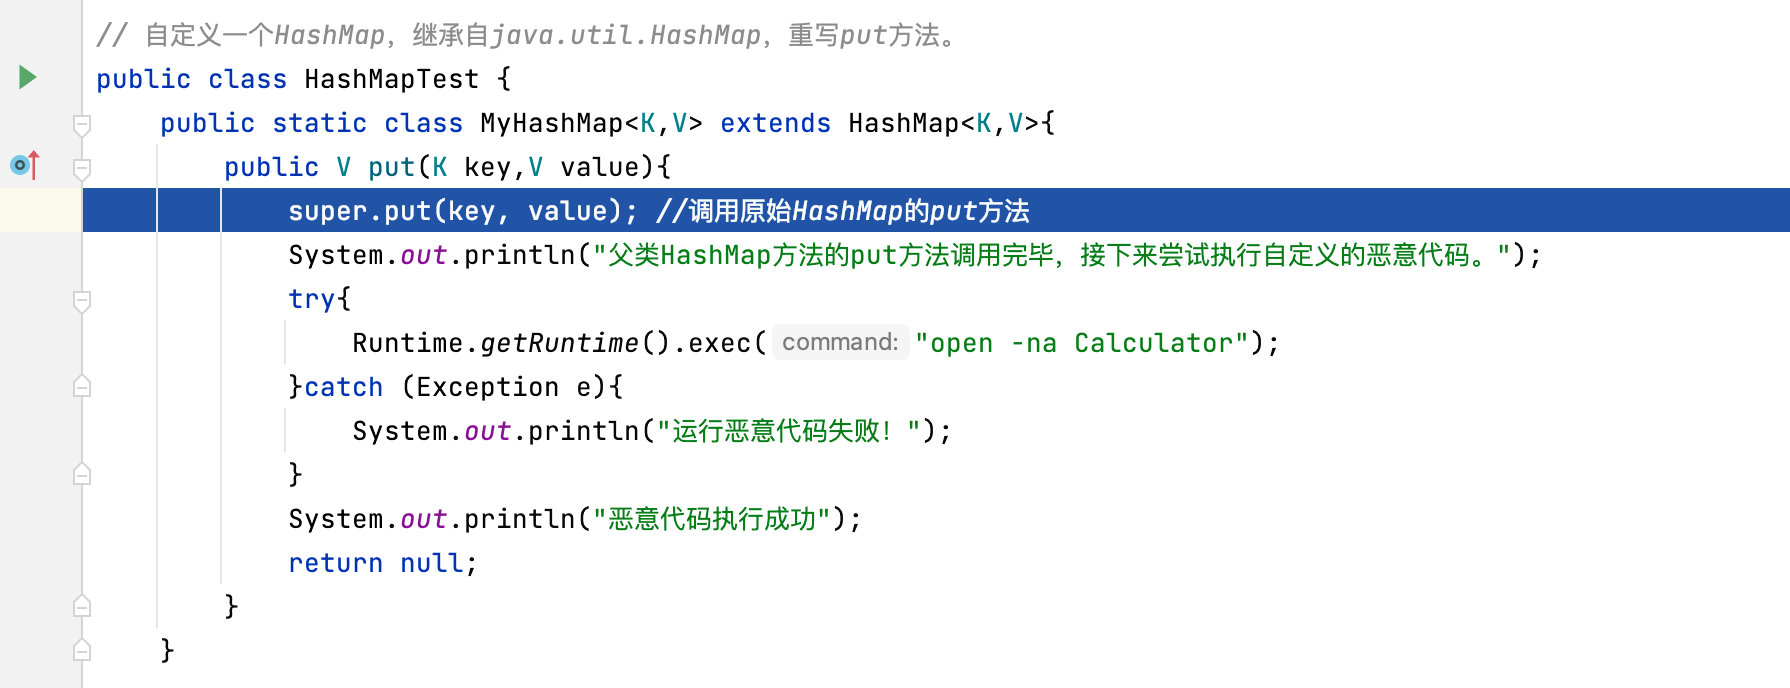 // 自定义一个HashMap，继承自java.util.HashMap，重写put方法。
public class HashMapTest {
public static class MyHashMap<K,V> extends HashMap<K,V>{
public V put(K key,V value){
super.put(key, value); //调用原始HashMap的put方法
System.out.println("父类HashMap方法的put方法调用完毕，接下来尝试执行自定义的恶意代码。");
try{
Runtime.getRuntime().exec( command: "open -na Calculator");
}catch (Exception e){
System.out.println("运行恶意代码失败！");
}
System.out.println("恶意代码执行成功");
return null;
}
}